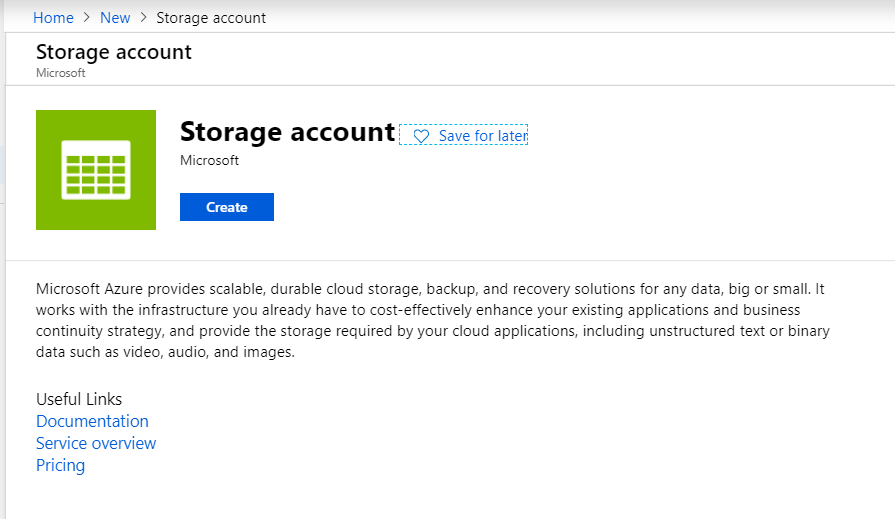 Home > New > Storage account
Storage account
Microsoft
Storage account Save for later
Microsoft
Create
Microsoft Azure provides scalable, durable cloud storage, backup, and recovery solutions for any data, big or small. It
works with the infrastructure you already have to cost-effectively enhance your existing applications and business
continuity strategy, and provide the storage required by your cloud applications, including unstructured text or binary
data such as video, audio, and images.
Useful Links
Documentation
Service overview
Pricing